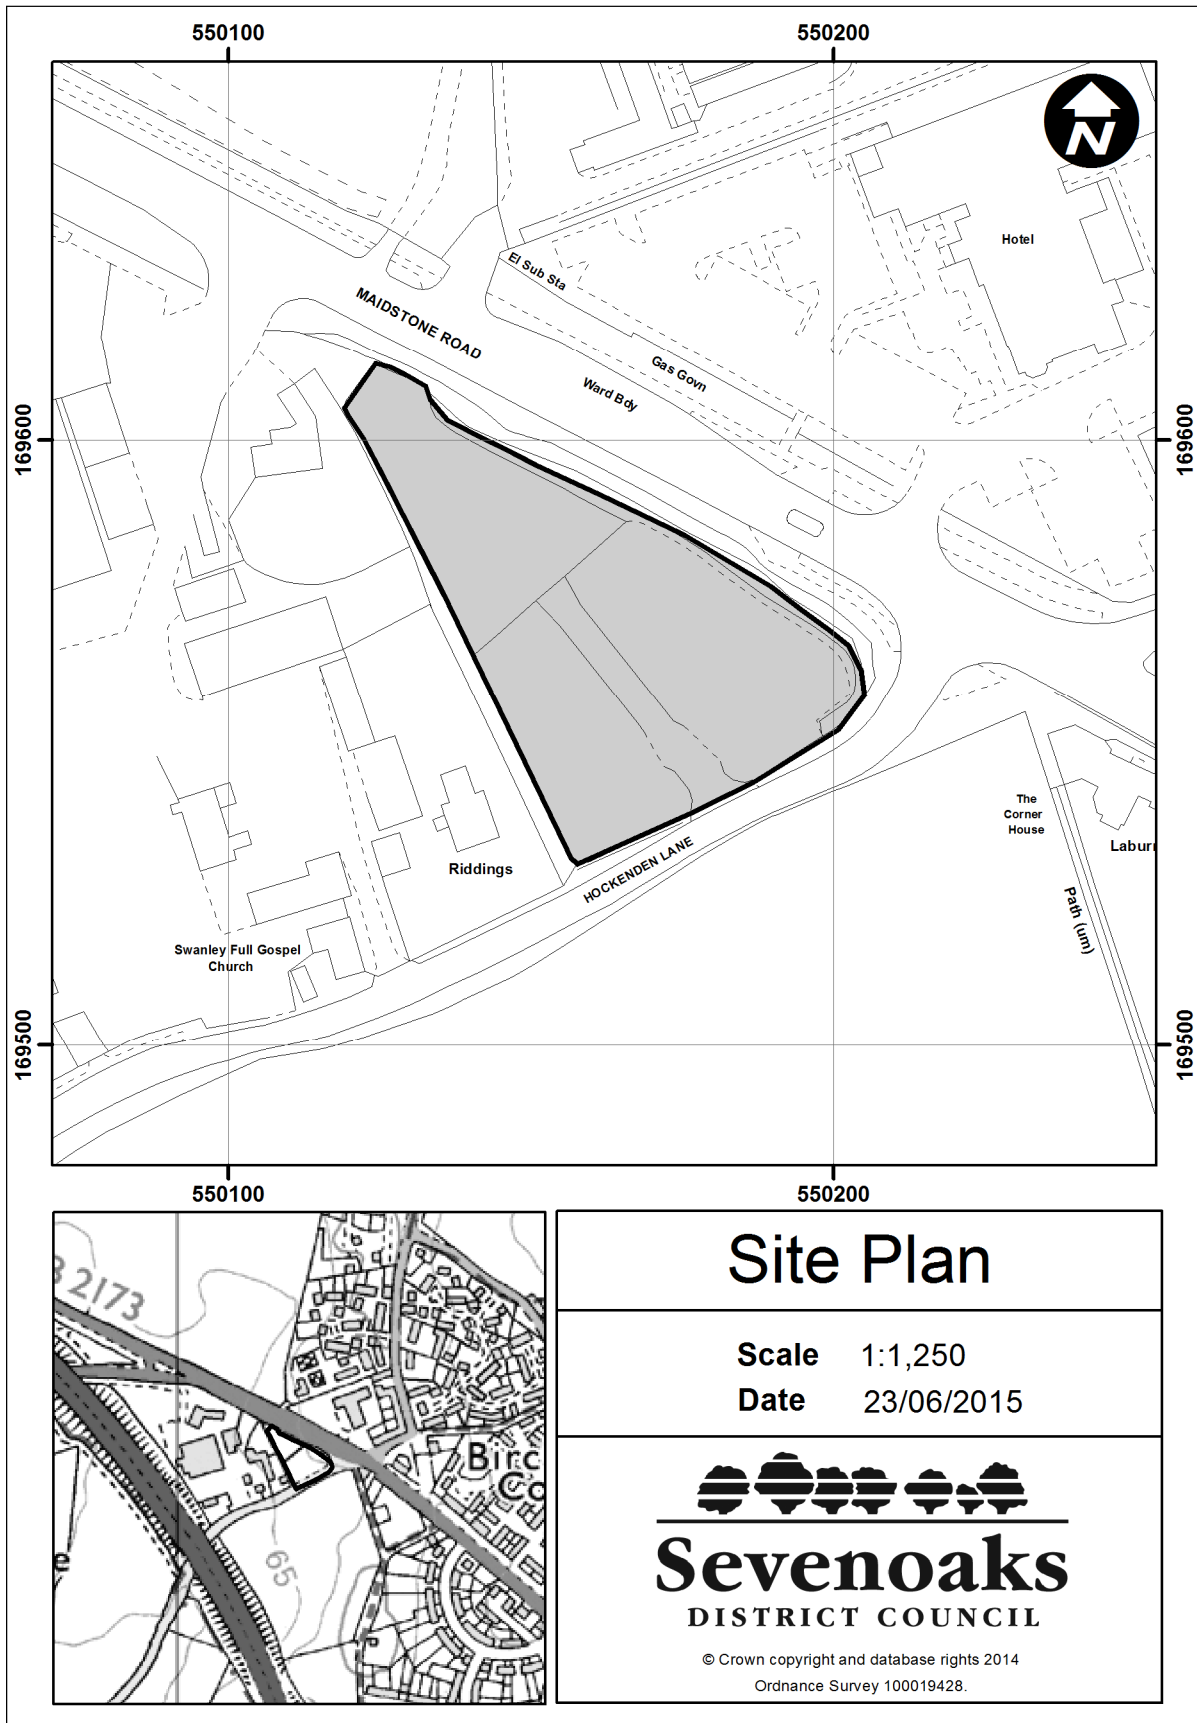 550100
550200
169600
169600
169500
169500
550100
550200
N
Hotel
El Sub Sta
MAIDSTONE ROAD
Gas Govn
Ward Bdy
The
Corner
House
Labur
Riddings
HOCKENDEN LANE
Path (um)
Swanley Full Gospel
Church
B 2173
65
Birc
Co
e
Site Plan
Scale 1:1,250
Date 23/06/2015
Sevenoaks
DISTRICT COUNCIL
© Crown copyright and database rights 2014
Ordnance Survey 100019428.